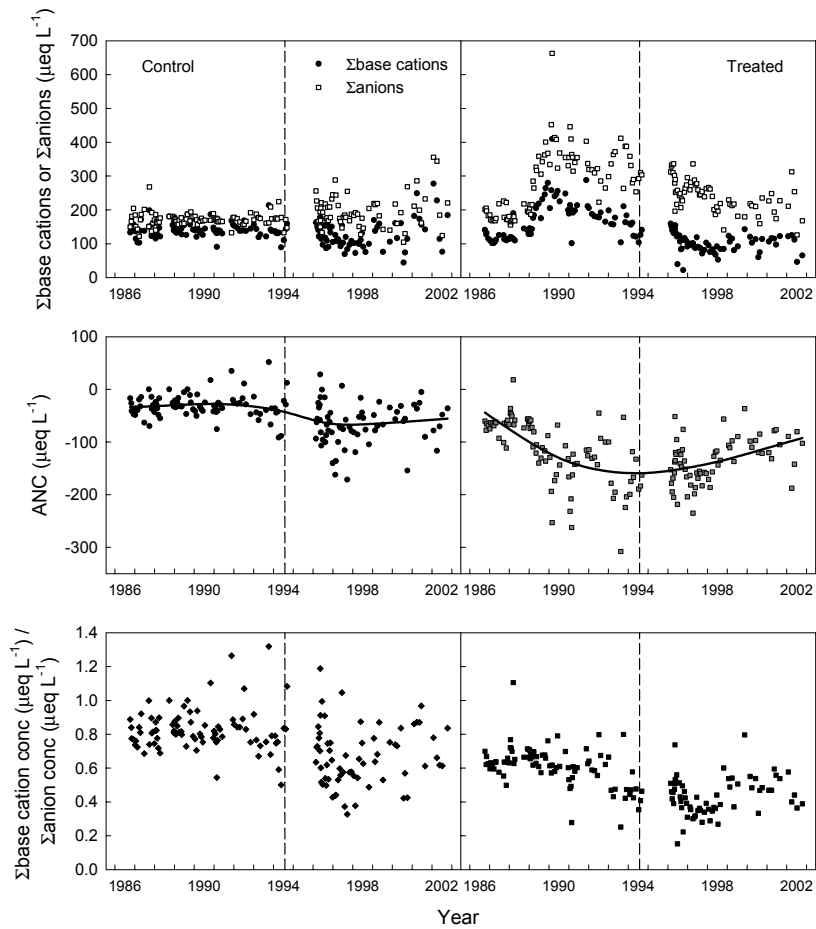 Control
Σbase cations
Σanions
Treated
Σbase cations or Σanions (μeq L⁻¹)
700
600
500
400
300
200
100
0
1986 1990 1994 1998 2002 1986 1990 1994 1998 2002
ANC (μeq L⁻¹)
100
0
-100
-200
-300
1986 1990 1994 1998 2002 1986 1990 1994 1998 2002
Σbase cation conc (μeq L⁻¹) /
Σanion conc (μeq L⁻¹)
1.4
1.2
1.0
0.8
0.6
0.4
0.2
0.0
1986 1990 1994 1998 2002 1986 1990 1994 1998 2002
Year